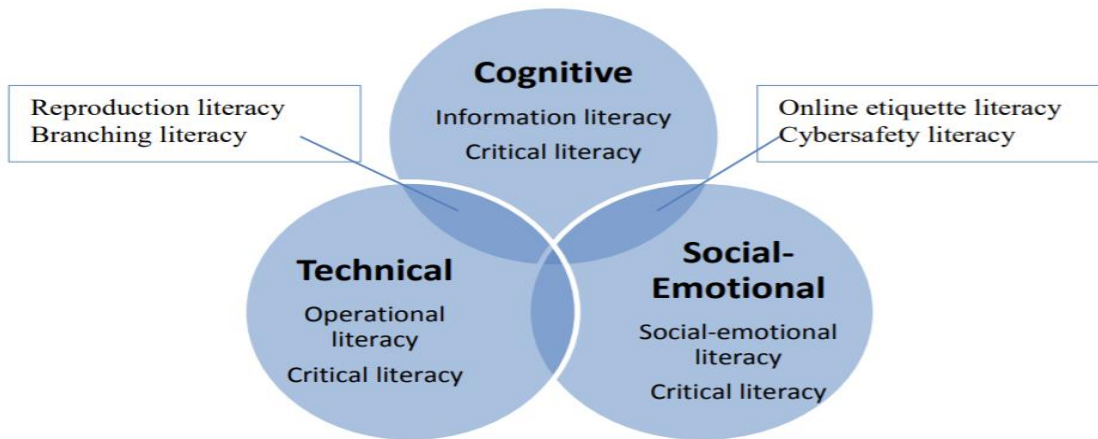 Cognitive
Information literacy
Critical literacy
Reproduction literacy
Branching literacy
Online etiquette literacy
Cybersafety literacy
Technical
Operational
literacy
Critical literacy
Social-
Emotional
Social-emotional
literacy
Critical literacy